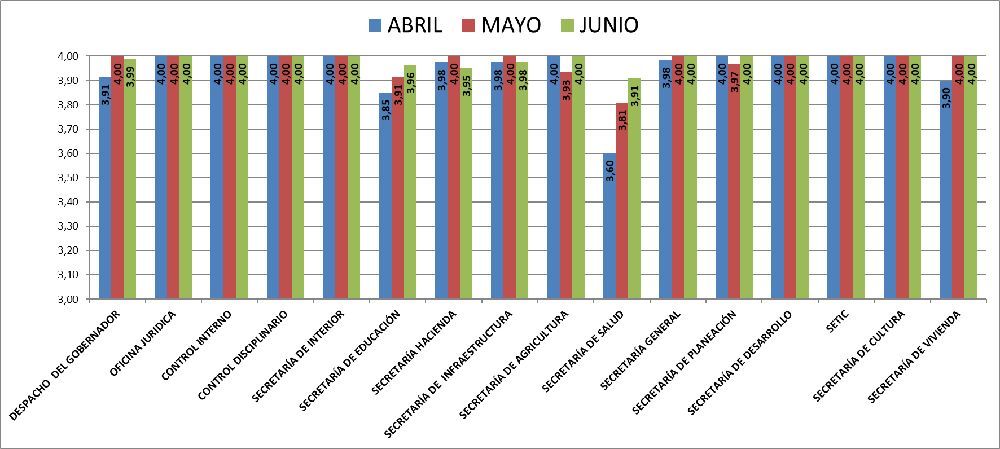 ABRIL MAYO JUNIO
4,00
3,90
3,80
3,70
3,60
3,50
3,40
3,30
3,20
3,10
3,00
3,91 4,00 3,99
4,00 4,00 4,00
4,00 4,00 4,00
4,00 4,00 4,00
4,00 4,00 4,00
3,85 3,91 3,96
3,98 4,00 3,95
3,98 4,00 3,98
4,00 3,93 4,00
3,60 3,81 3,91
3,98 4,00 4,00
4,00 3,97 4,00
4,00 4,00 4,00
4,00 4,00 4,00
4,00 4,00 4,00
3,90 4,00 4,00
DESPACHO DEL GOBERNADOR
OFICINA JURIDICA
CONTROL INTERNO
CONTROL DISCIPLINARIO
SECRETARÍA DE INTERIOR
SECRETARÍA DE EDUCACIÓN
SECRETARÍA HACIENDA
SECRETARÍA DE INFRAESTRUCTURA
SECRETARÍA DE AGRICULTURA
SECRETARÍA DE SALUD
SECRETARÍA GENERAL
SECRETARÍA DE PLANEACIÓN
SECRETARÍA DE DESARROLLO
SETIC
SECRETARÍA DE CULTURA
SECRETARÍA DE VIVIENDA